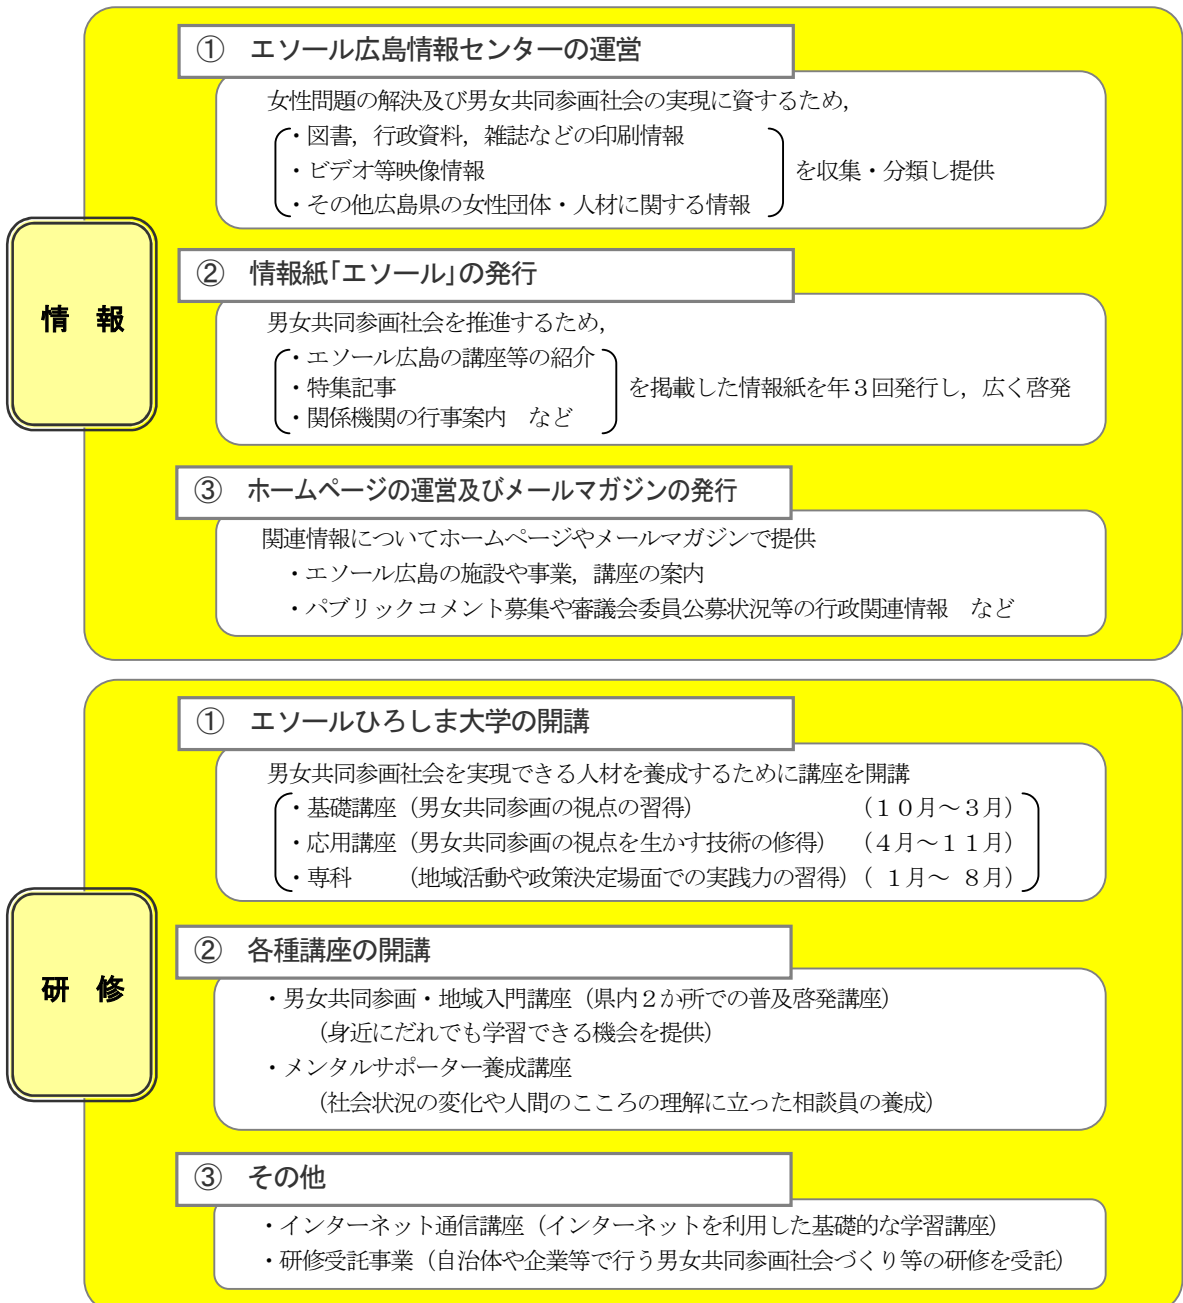 情 報
① エソール広島情報センターの運営
女性問題の解決及び男女共同参画社会の実現に資するため，
・図書，行政資料，雑誌などの印刷情報
・ビデオ等映像情報
・その他広島県の女性団体・人材に関する情報
を収集・分類し提供
② 情報紙「エソール」の発行
男女共同参画社会を推進するため，
・エソール広島の講座等の紹介
・特集記事
・関係機関の行事案内 など
を掲載した情報紙を年３回発行し，広く啓発
③ ホームページの運営及びメールマガジンの発行
関連情報についてホームページやメールマガジンで提供
・エソール広島の施設や事業，講座の案内
・パブリックコメント募集や審議会委員公募状況等の行政関連情報 など
研 修
① エソールひろしま大学の開講
男女共同参画社会を実現できる人材を養成するために講座を開講
・基礎講座（男女共同参画の視点の習得） （１０月～３月）
・応用講座（男女共同参画の視点を生かす技術の修得） （４月～１１月）
・専科 （地域活動や政策決定場面での実践力の習得）（ １月～ ８月）
② 各種講座の開講
・男女共同参画・地域入門講座（県内２か所での普及啓発講座）
（身近にだれでも学習できる機会を提供）
・メンタルサポーター養成講座
（社会状況の変化や人間のこころの理解に立った相談員の養成）
③ その他
・インターネット通信講座（インターネットを利用した基礎的な学習講座）
・研修受託事業（自治体や企業等で行う男女共同参画社会づくり等の研修を受託）